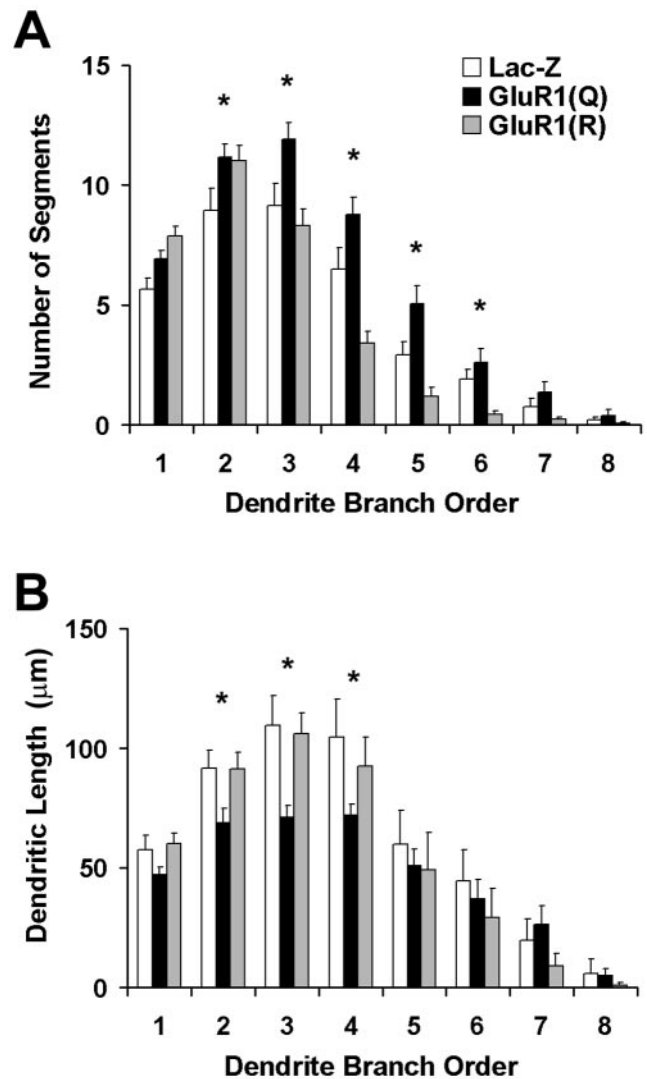 A
15
10
5
0
Number of Segments
Lac-Z
GluR1(Q)
GluR1(R)
* * * * *
1 2 3 4 5 6 7 8
Dendrite Branch Order
B
150
100
50
0
Dendritic Length (μm)
* * *
1 2 3 4 5 6 7 8
Dendrite Branch Order